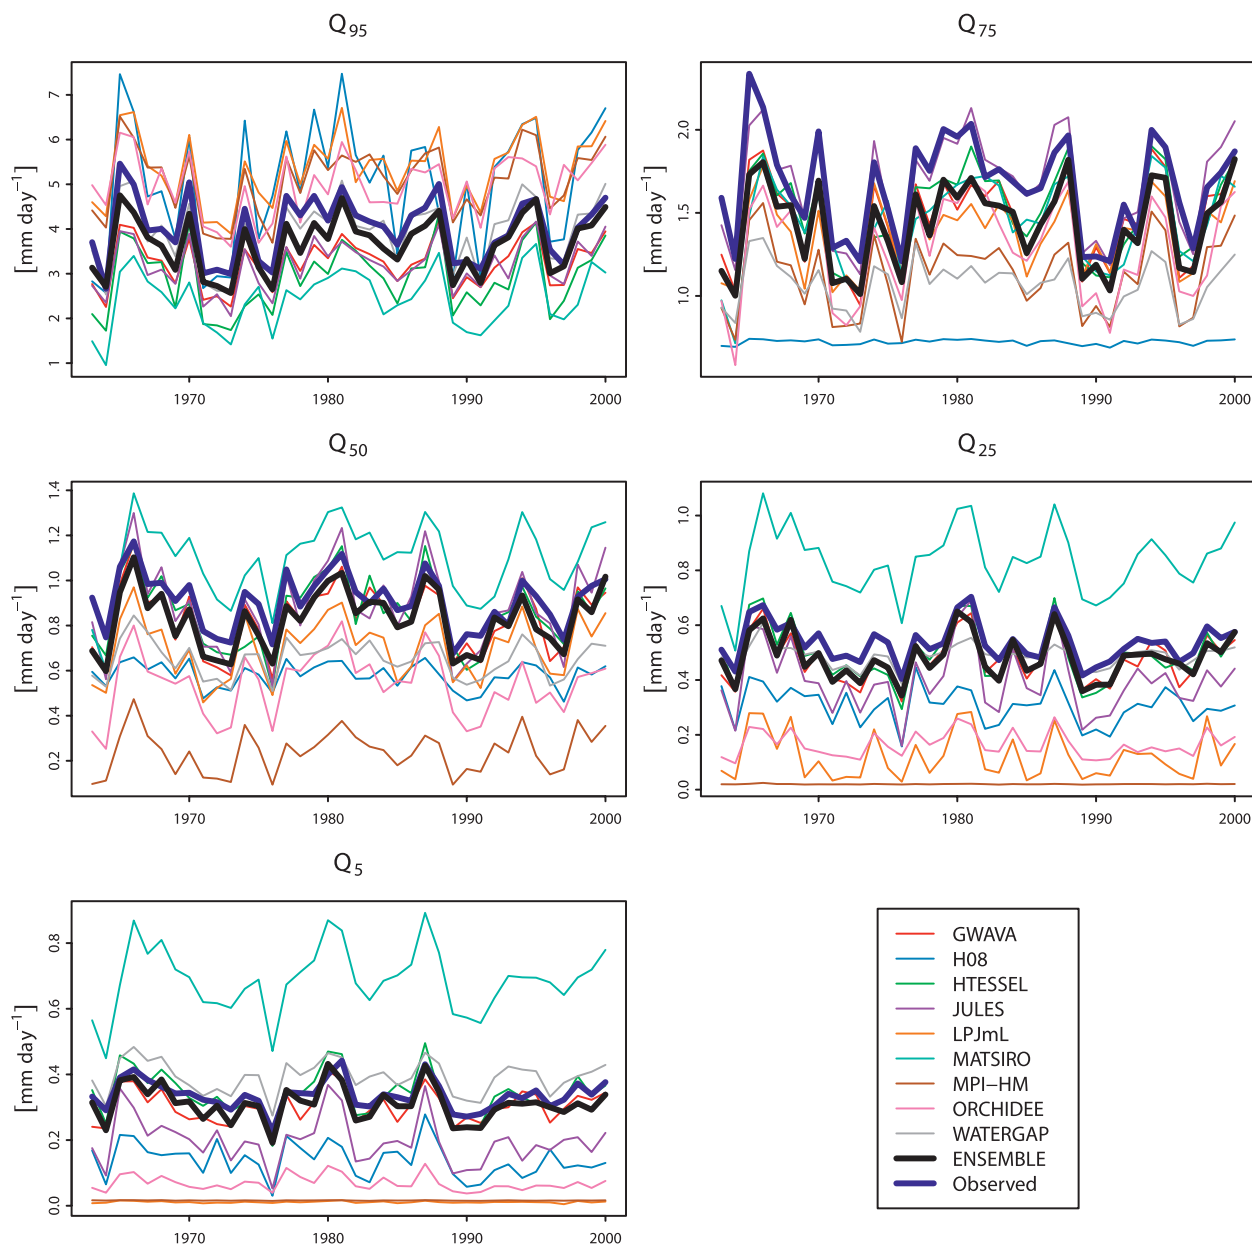 Q95
Q75
[mm day−1]
7
6
5
4
3
2
1
1970
1980
1990
2000
[mm day−1]
2.0
1.5
1.0
1970
1980
1990
2000
Q50
Q25
[mm day−1]
1.4
1.2
1.0
0.8
0.6
0.4
0.2
1970
1980
1990
2000
[mm day−1]
1.0
0.8
0.6
0.4
0.2
0.0
1970
1980
1990
2000
Q5
[mm day−1]
0.8
0.6
0.4
0.2
0.0
1970
1980
1990
2000
GWAVA
H08
HTESSEL
JULES
LPJmL
MATSIRO
MPI−HM
ORCHIDEE
WATERGAP
ENSEMBLE
Observed